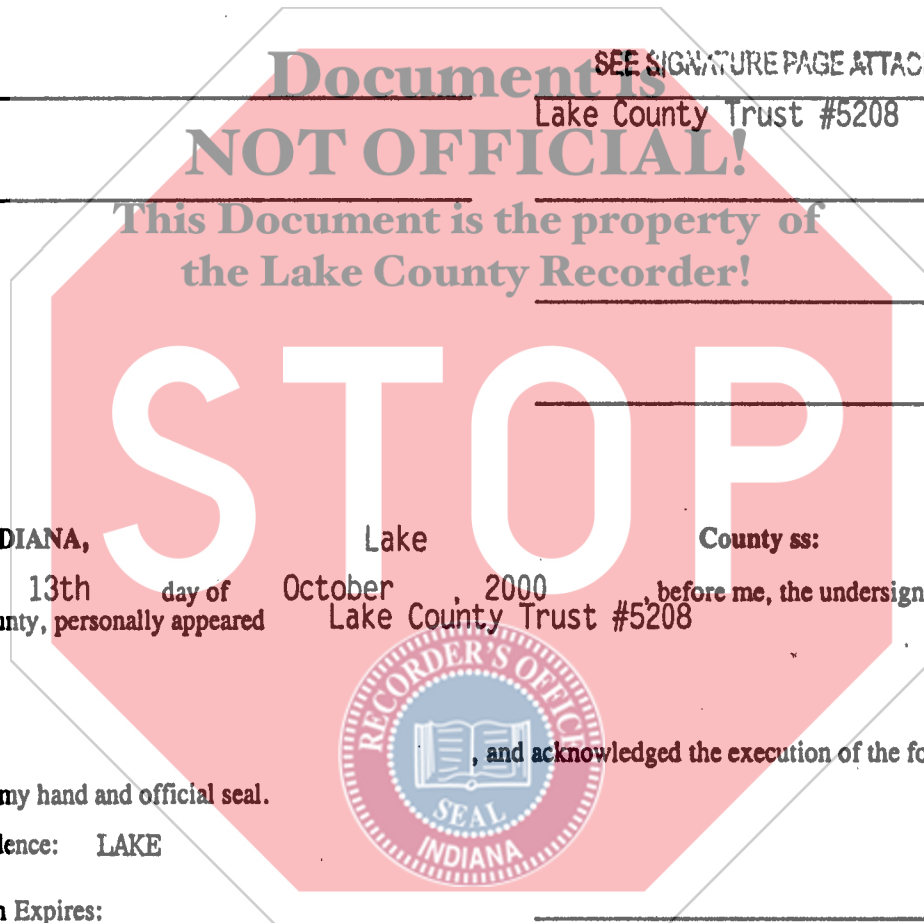 Document is
SEE SIGNATURE PAGE ATTAC
Lake County Trust #5208
NOT OFFICIAL!
This Document is the property of
the Lake County Recorder!
STOP
DIANA, Lake County ss:
13th day of October , 2000 , before me, the undersign
unty, personally appeared Lake County Trust #5208
RECORDER'S OFFICE
, and acknowledged the execution of the fo
my hand and official seal.
SEAL
dence: LAKE
INDIANA
n Expires: